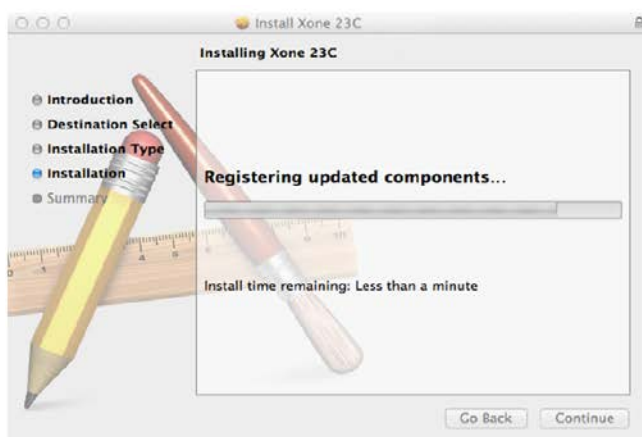 Install Xone 23C
Installing Xone 23C
Introduction
Destination Select
Installation Type
Installation
Summary
Registering updated components...
Install time remaining: Less than a minute
Go Back
Continue